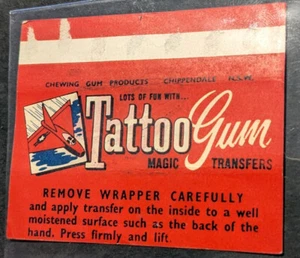 CHEWING GUM PRODUCTS CHIPPENDALE N.S.W.
LOTS OF FUN WITH...
Tattoo Gum
MAGIC TRANSFERS
REMOVE WRAPPER CAREFULLY
and apply transfer on the inside to a well
moistened surface such as the back of the
hand. Press firmly and lift.